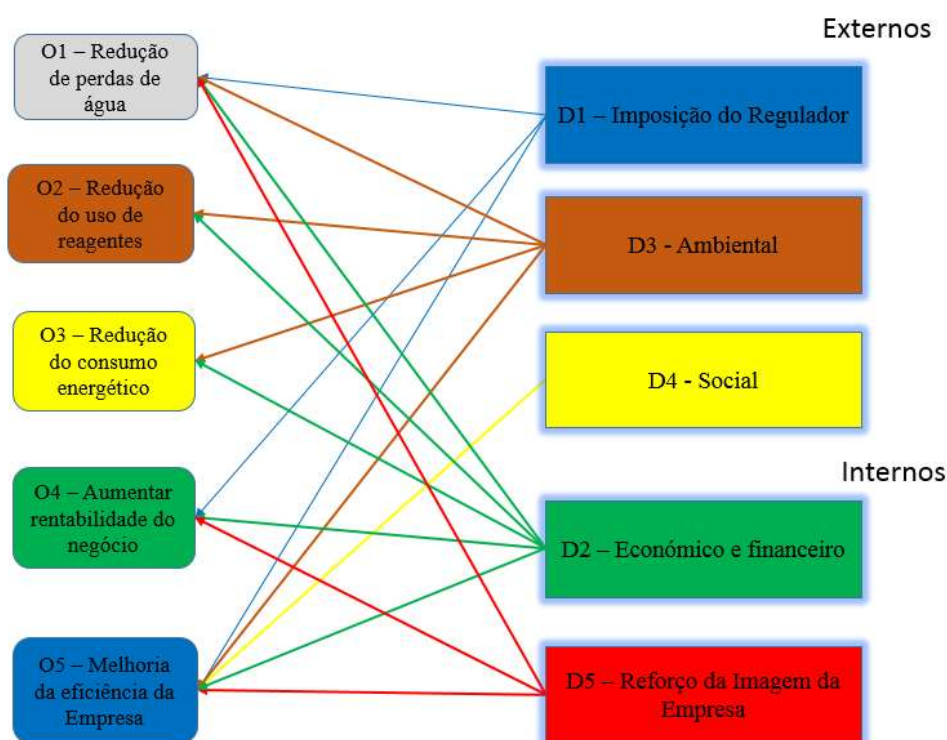 Externos
O1 – Redução
de perdas de
água
D1 – Imposição do Regulador
O2 – Redução
do uso de
reagentes
D3 - Ambiental
O3 – Redução
do consumo
energético
D4 - Social
Internos
O4 – Aumentar
rentabilidade do
negócio
D2 – Económico e financeiro
O5 – Melhoria
da eficiência da
Empresa
D5 – Reforço da Imagem da
Empresa